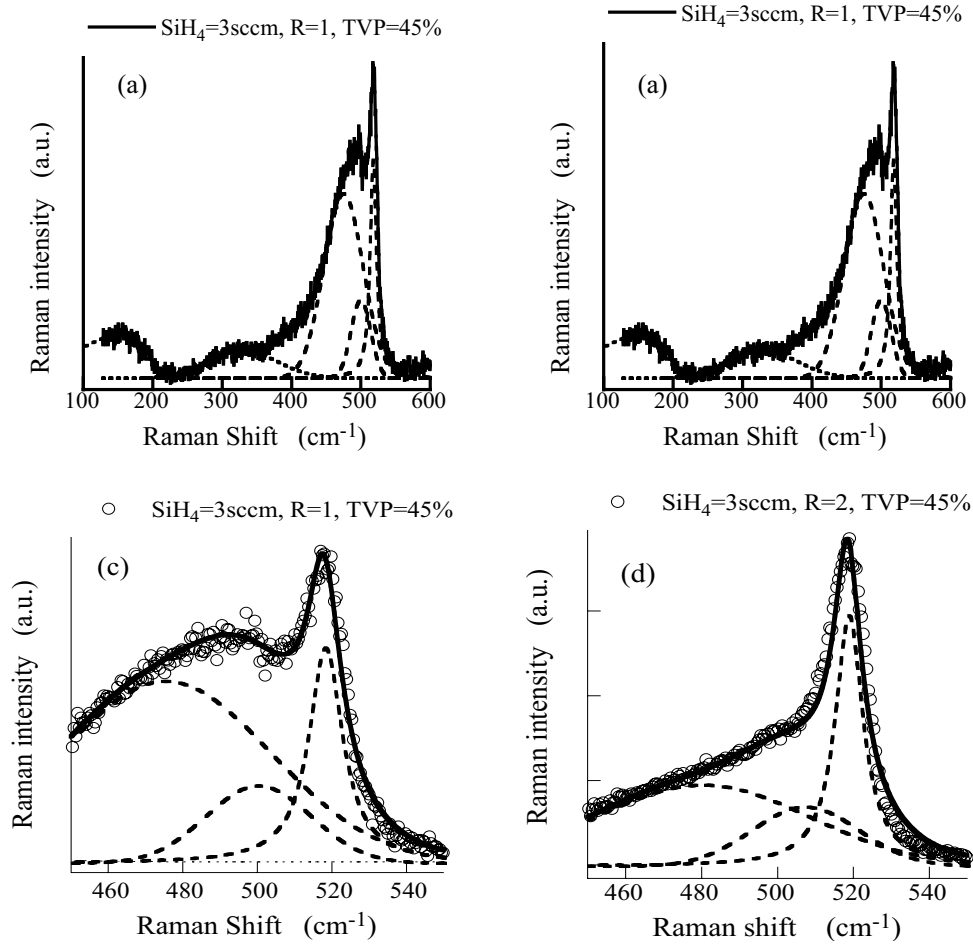 SiH4=3sccm, R=1, TVP=45%
(a)
Raman intensity (a.u.)
100 200 300 400 500 600
Raman Shift (cm-1)
SiH4=3sccm, R=1, TVP=45%
(a)
Raman intensity (a.u.)
100 200 300 400 500 600
Raman Shift (cm-1)
SiH4=3sccm, R=1, TVP=45%
(c)
Raman intensity (a.u.)
460 480 500 520 540
Raman Shift (cm-1)
SiH4=3sccm, R=2, TVP=45%
(d)
Raman intensity (a.u.)
460 480 500 520 540
Raman shift (cm-1)